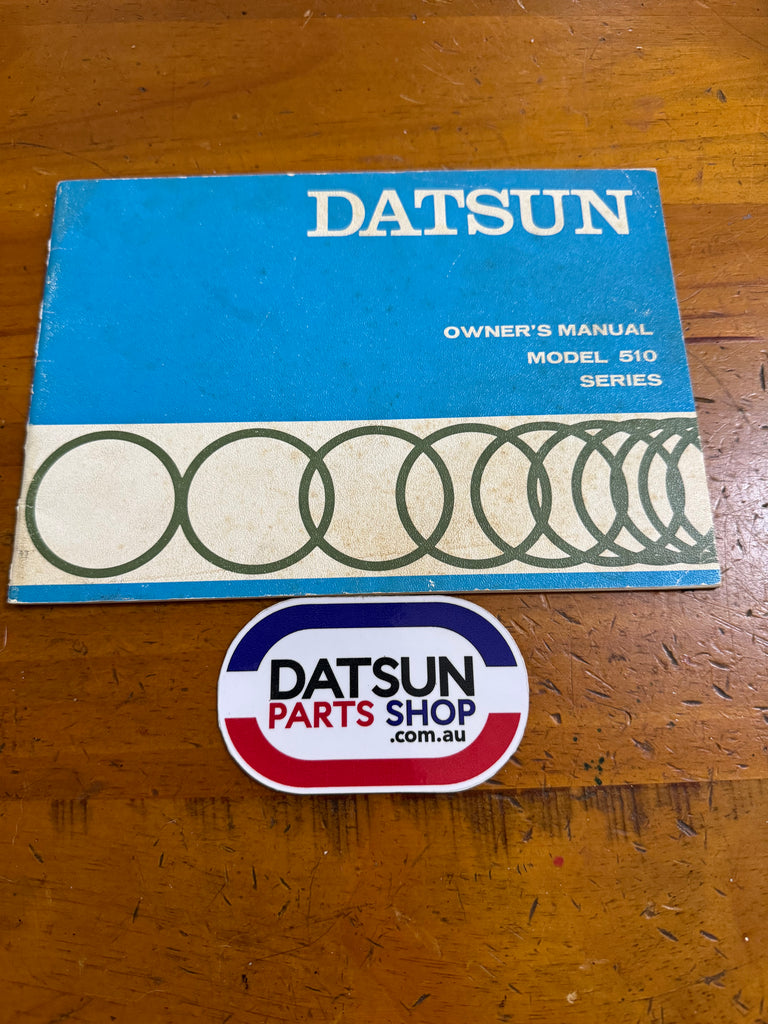 DATSUN
OWNER'S MANUAL
MODEL 510
SERIES
DATSUN
PARTS SHOP
.com.au